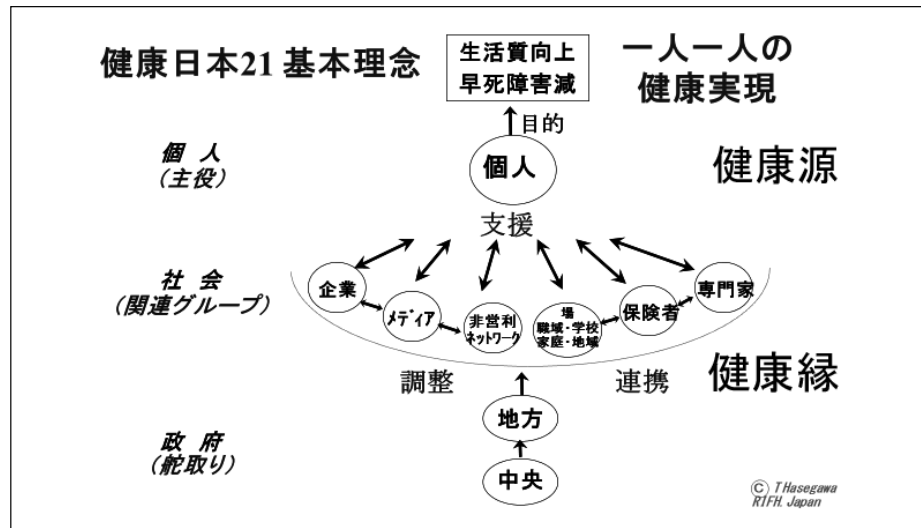 健康日本21 基本理念
生活質向上
早死障害減
一人一人の
健康実現
目的
個 人
(主役)
個人
健康源
支援
社 会
(関連グループ)
企業
メディア
非営利
ネットワーク
場
職域・学校
家庭・地域
保険者
専門家
調整
連携
健康縁
地方
政 府
(舵取り)
中央
© T Hasegawa
RIFH. Japan